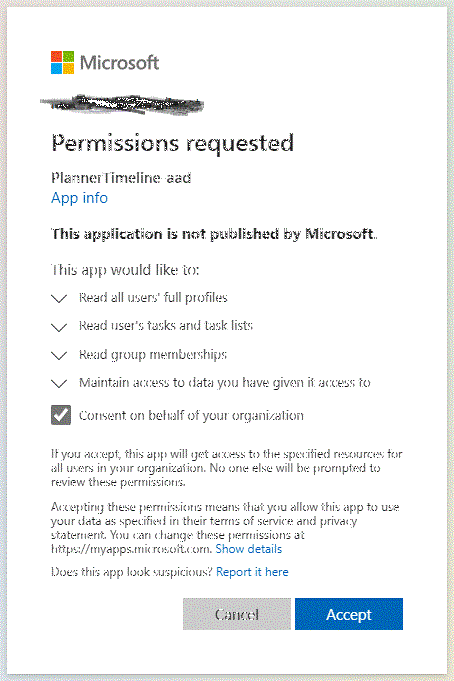 Microsoft
Permissions requested
PlannerTimeline-aad
App info
This application is not published by Microsoft.
This app would like to:
Read all users' full profiles
Read user's tasks and task lists
Read group memberships
Maintain access to data you have given it access to
Consent on behalf of your organization
If you accept, this app will get access to the specified resources for
all users in your organization. No one else will be prompted to
review these permissions.
Accepting these permissions means that you allow this app to use
your data as specified in their terms of service and privacy
statement. You can change these permissions at
https://myapps.microsoft.com. Show details
Does this app look suspicious? Report it here
Cancel
Accept